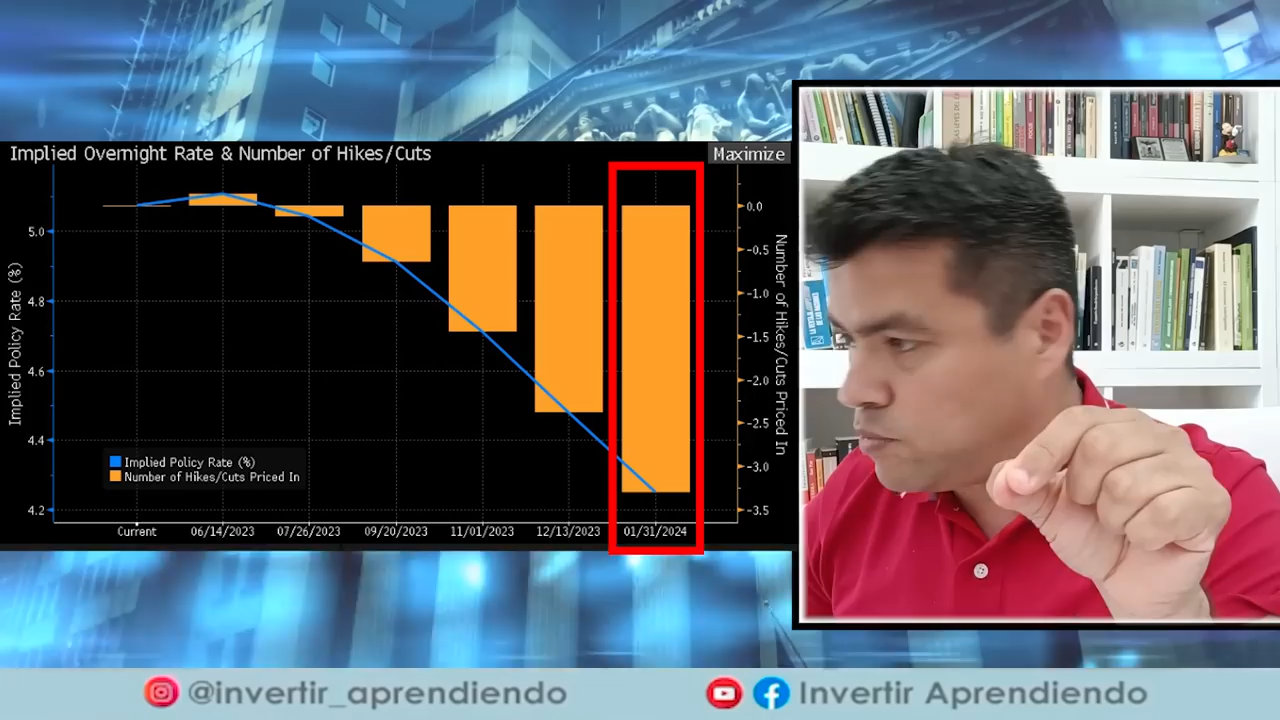 Implied Overnight Rate & Number of Hikes/Cuts
Maximize
Implied Policy Rate (%)
5.0
4.8
4.6
4.4
4.2
0.0
-0.5
-1.0
-1.5
-2.0
-2.5
-3.0
-3.5
Number of Hikes/Cuts Priced In
Implied Policy Rate (%)
Number of Hikes/Cuts Priced In
Current
06/14/2023
07/26/2023
09/20/2023
11/01/2023
12/13/2023
01/31/2024
@invertir_aprendiendo
Invertir Aprendiendo